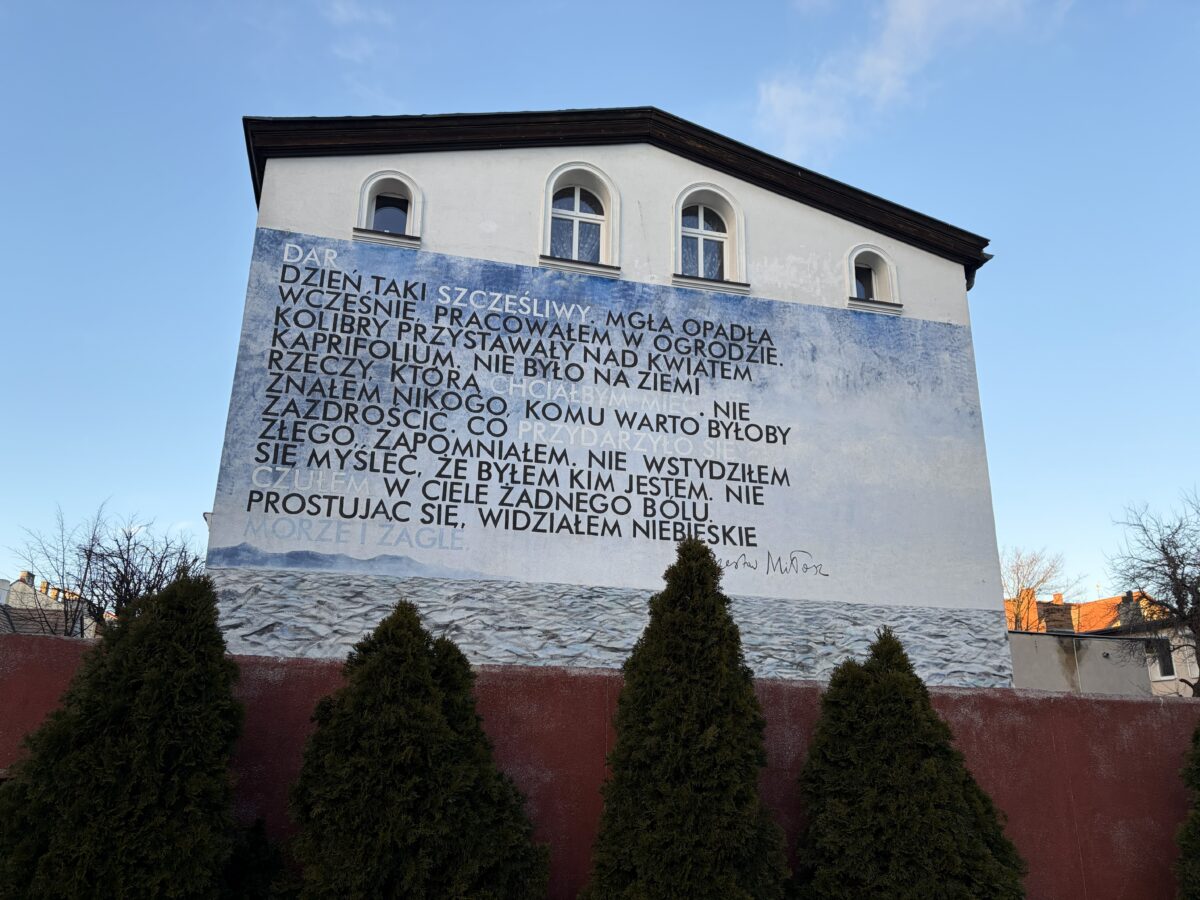 DAR
DZIEŃ TAKI SZCZEŚLIWY. MGŁA OPADŁA
WCZEŚNIE, PRACOWAŁEM W OGRODZIE.
KOLIBRY PRZYSTAWAŁY NAD KWIATEM
KAPRIFOLIUM. NIE BYŁO NA ZIEMI
RZECZY, KTÓRĄ CHCIAŁBYM MIEĆ. NIE
ZNAŁEM NIKOGO, KOMU WARTO BYŁOBY
ZAZDROŚCIĆ. CO PRZYDARZYŁO SIĘ
ZŁEGO, ZAPOMNIAŁEM. NIE WSTYDZIŁEM
SIĘ MYŚLEĆ, ŻE BYŁEM KIM JESTEM. NIE
CZUŁEM W CIELE ŻADNEGO BÓLU.
PROSTUJĄC SIĘ, WIDZIAŁEM NIEBIESKIE
MORZE I ŻAGLE.
Miłosz